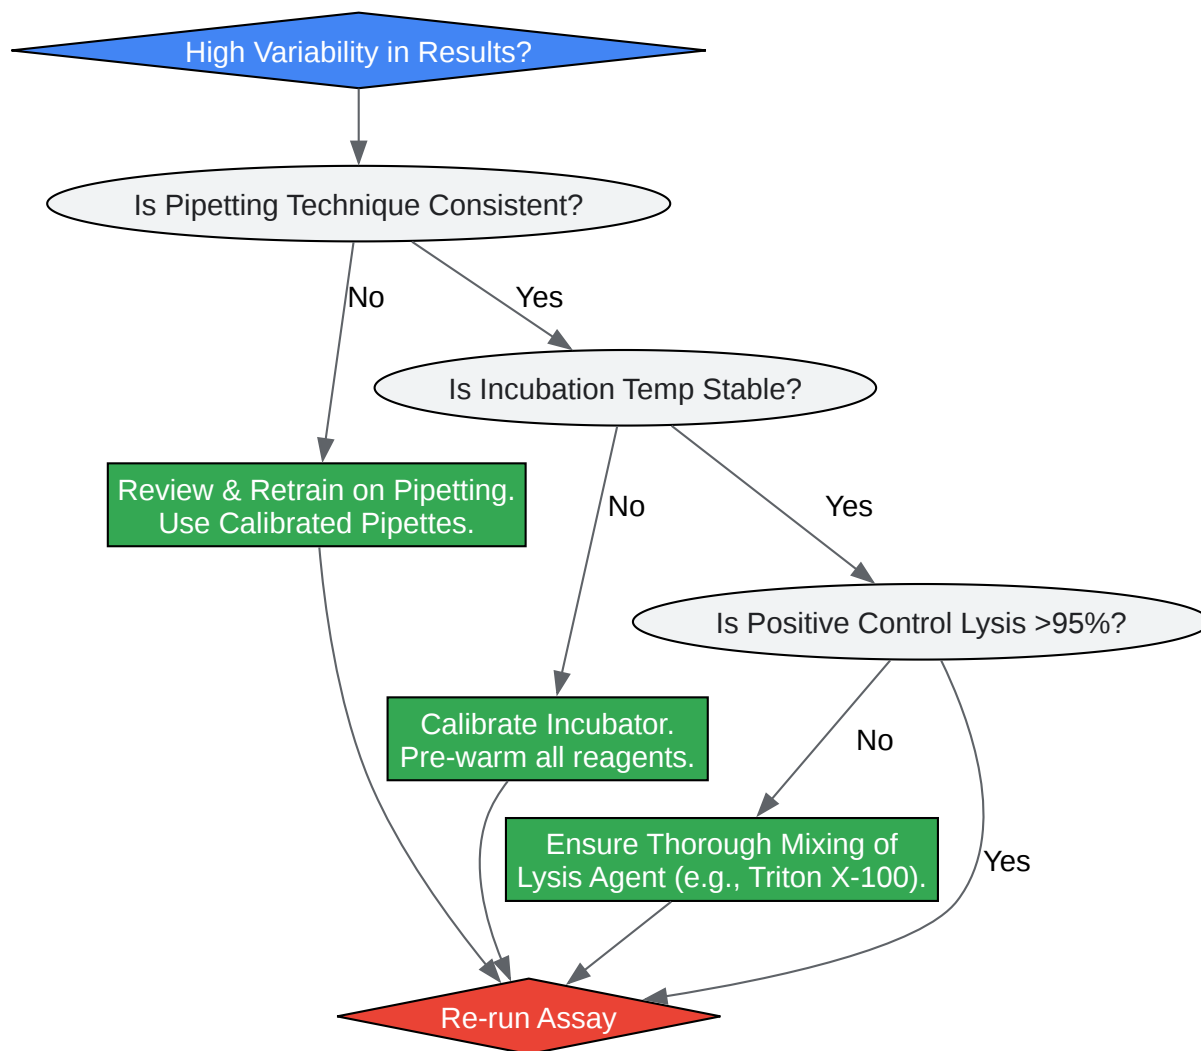 High Variability in Results?
Is Pipetting Technique Consistent?
No
Yes
Is Incubation Temp Stable?
Review & Retrain on Pipetting.
Use Calibrated Pipettes.
No
Yes
Is Positive Control Lysis >95%?
Calibrate Incubator.
Pre-warm all reagents.
No
Ensure Thorough Mixing of
Lysis Agent (e.g., Triton X-100).
Yes
Re-run Assay